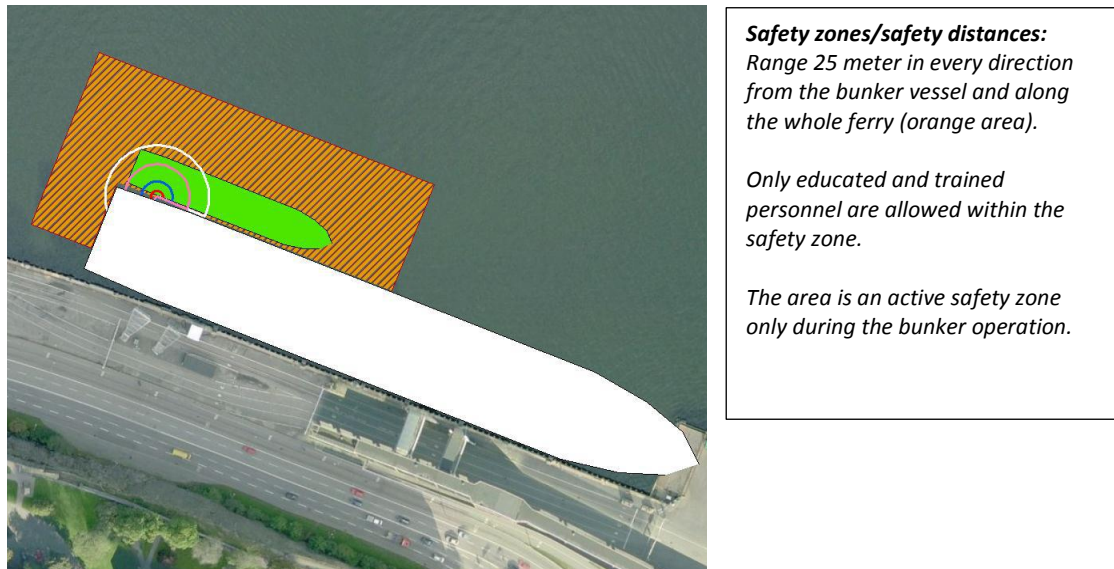 Safety zones/safety distances:
Range 25 meter in every direction
from the bunker vessel and along
the whole ferry (orange area).
Only educated and trained
personnel are allowed within the
safety zone.
The area is an active safety zone
only during the bunker operation.